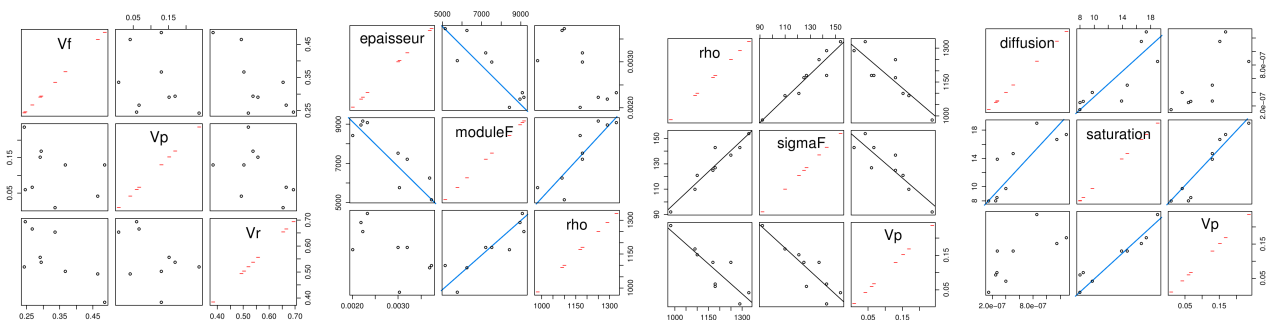 0.05 0.15
Vf
0.25 0.35 0.45
Vp
0.05 0.15
Vr
0.40 0.50 0.60 0.70
0.25 0.35 0.45
0.40 0.50 0.60 0.70
5000 7000 9000
epaisseur
0.0020 0.0030
moduleF
5000 7000 9000
rho
1000 1150 1300
0.0020 0.0030
1000 1150 1300
90 110 130 150
rho
1000 1150 1300
sigmaF
90 110 130 150
Vp
0.05 0.15
1000 1150 1300
0.05 0.15
8 10 14 18
diffusion
2.0e-07 8.0e-07
saturation
8 10 14 18
Vp
0.05 0.15
2.0e-07 8.0e-07
0.05 0.15